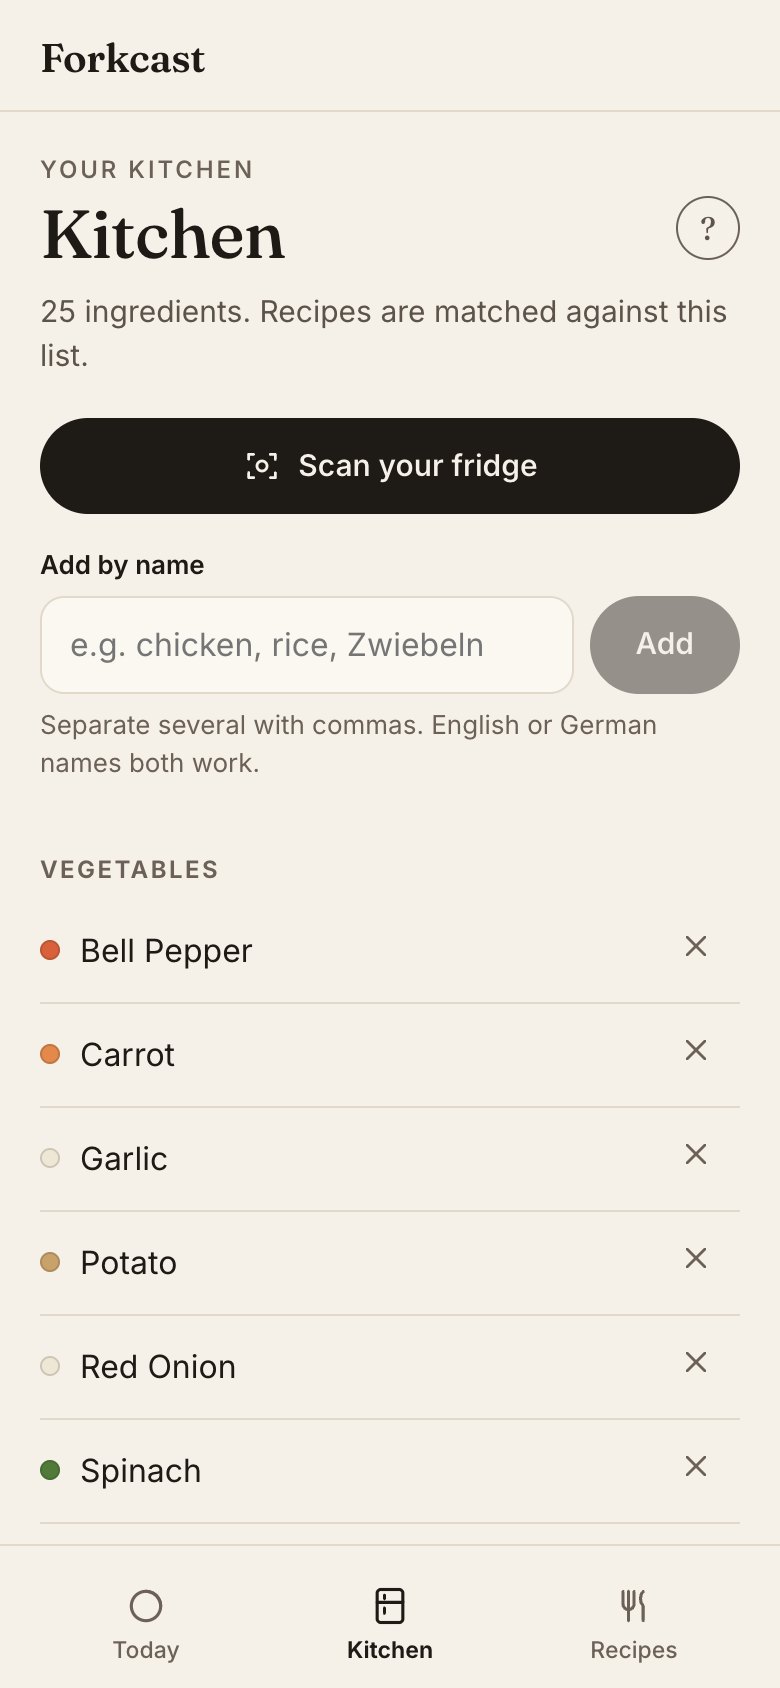 Forkcast
YOUR KITCHEN
Kitchen
?
25 ingredients. Recipes are matched against this
list.
Scan your fridge
Add by name
e.g. chicken, rice, Zwiebeln
Add
Separate several with commas. English or German
names both work.
VEGETABLES
Bell Pepper
Carrot
Garlic
Potato
Red Onion
Spinach
Today
Kitchen
Recipes